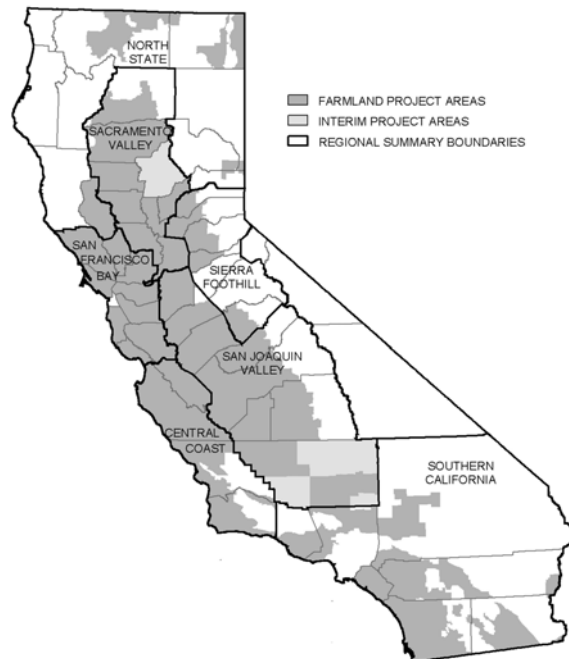 NORTH
STATE
FARMLAND PROJECT AREAS
INTERIM PROJECT AREAS
REGIONAL SUMMARY BOUNDARIES
SACRAMENTO
VALLEY
SAN
FRANCISCO
BAY
SIERRA
FOOTHILL
SAN JOAQUIN
VALLEY
CENTRAL
COAST
SOUTHERN
CALIFORNIA